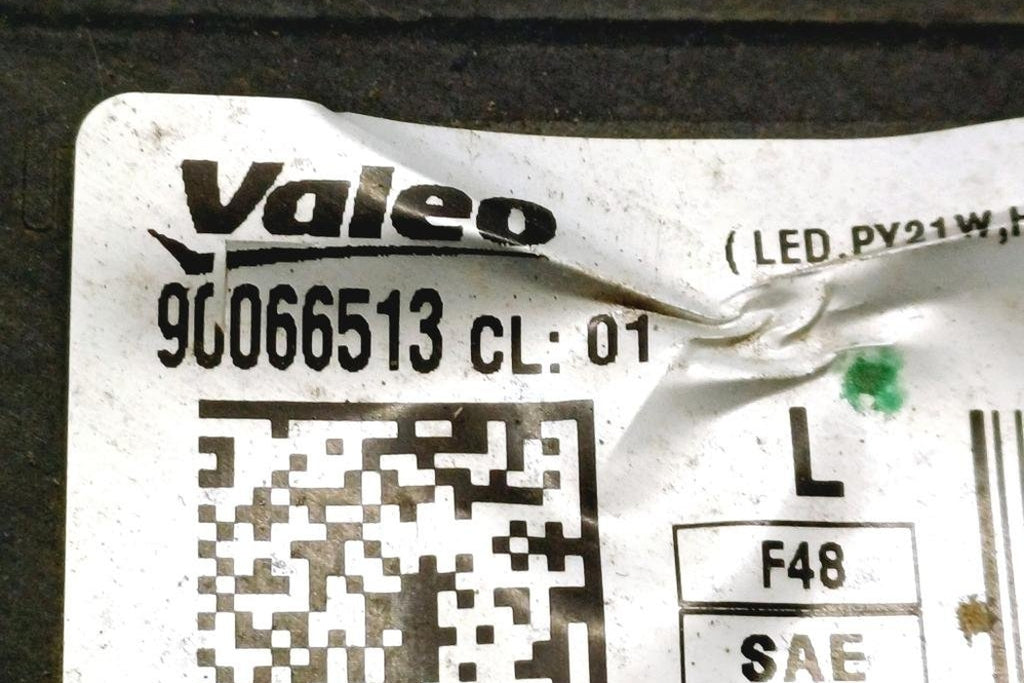 Valeo
(LED.PY21W,H
90066513 CL: 01
L
F48
SAE